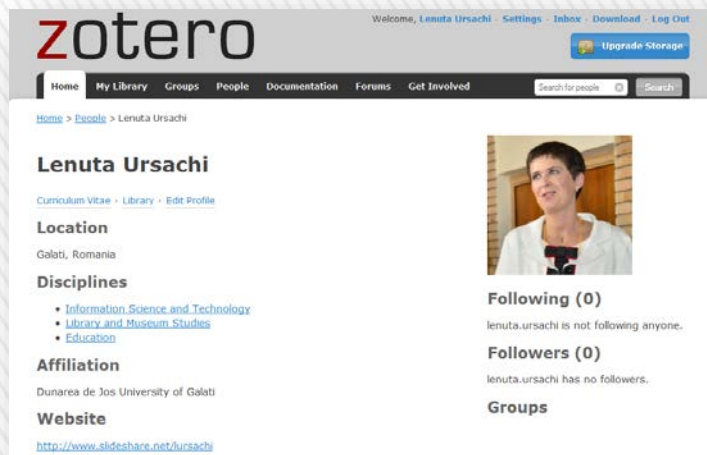 zotero
Welcome, Lenuta Ursachi · Settings · Inbox · Download · Log Out
Upgrade Storage
Home My Library Groups People Documentation Forums Get Involved
Search for people Search
Home > People > Lenuta Ursachi
Lenuta Ursachi
Curriculum Vitae · Library · Edit Profile
Location
Galati, Romania
Disciplines
• Information Science and Technology
• Library and Museum Studies
• Education
Affiliation
Dunarea de Jos University of Galati
Website
http://www.slideshare.net/lursachi
Following (0)
lenuta.ursachi is not following anyone.
Followers (0)
lenuta.ursachi has no followers.
Groups